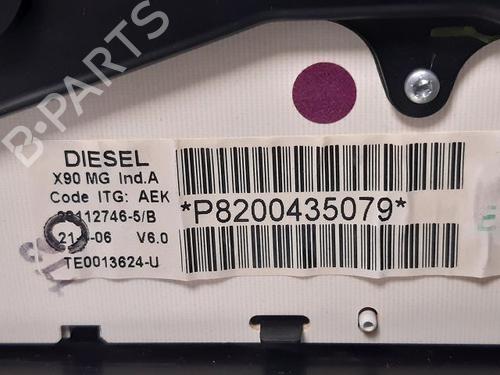 B-PARTS
DIESEL
X90 MG Ind.A
Code ITG: AEK
*P8200435079*
V6.0
TE0013624-U